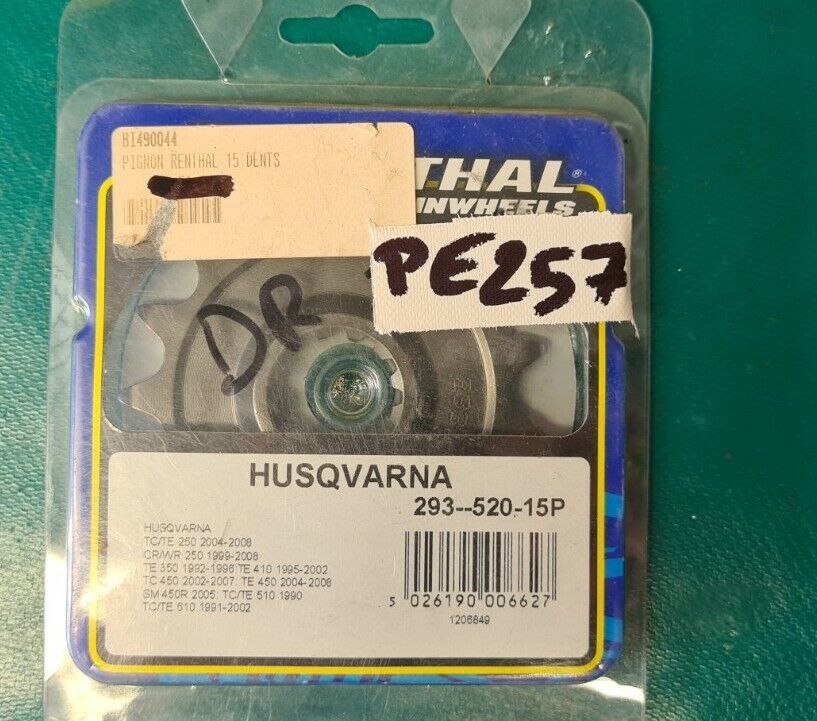 BI490044
PIGNON RENTHAL 15 DENTS
THAL®
INWHEELS
PE257
DR
HUSQVARNA
293--520-15P
HUSQVARNA
TC/TE 250 2004-2008
CR/WR 250 1999-2008
TE 350 1992-1996; TE 410 1995-2002
TC 450 2002-2007; TE 450 2004-2008
SM 450R 2005; TC/TE 510 1990
TC/TE 610 1991-2002
5 026190 006627
1206849